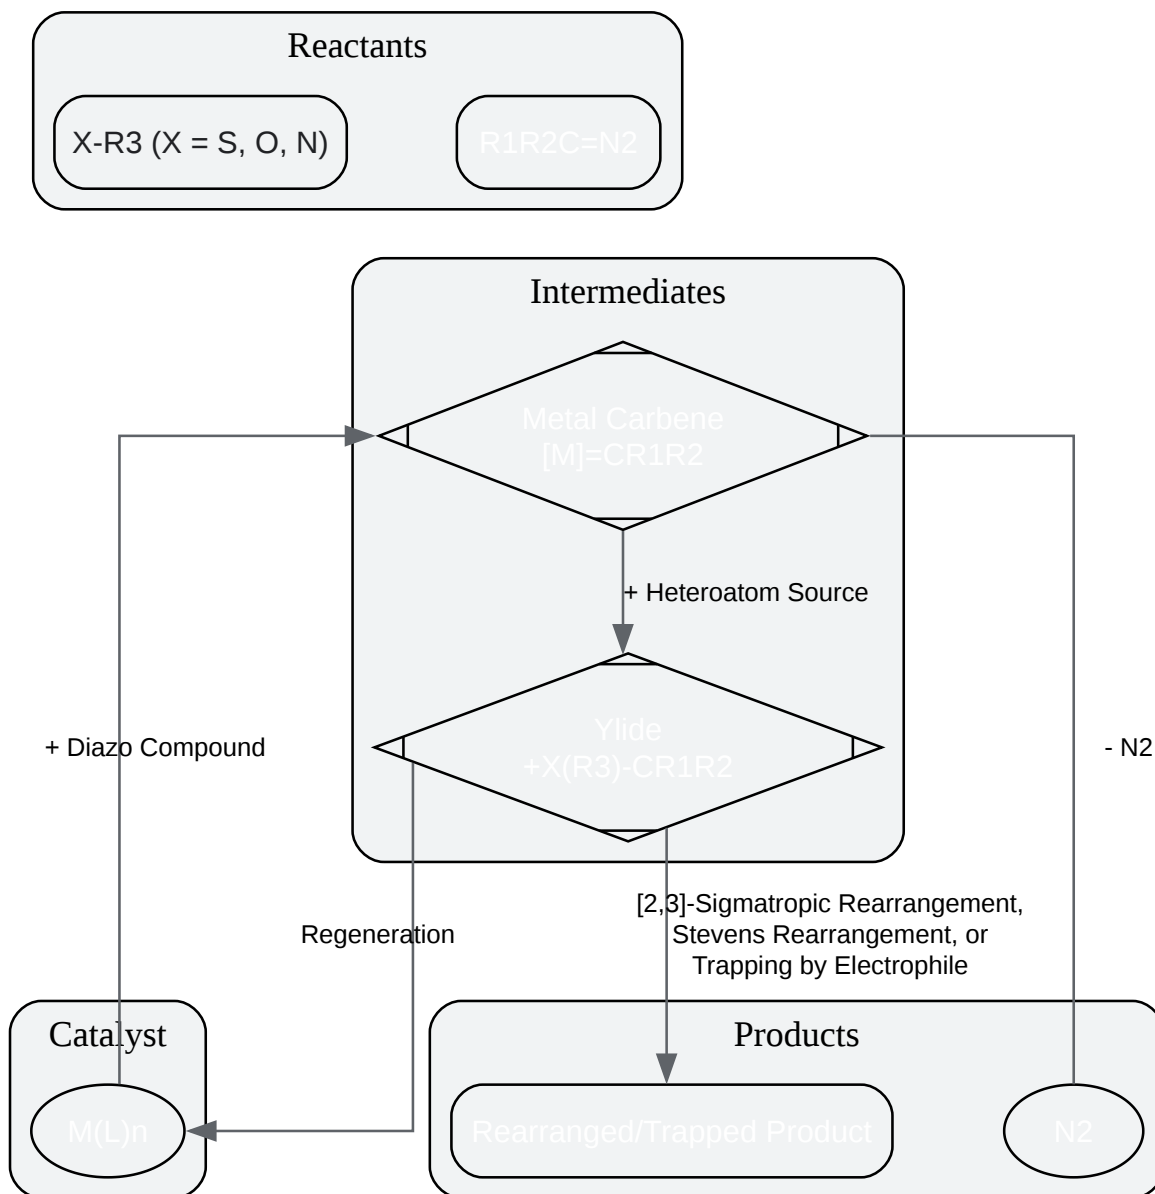 Reactants
X-R3 (X = S, O, N)
R1R2C=N2
Intermediates
Metal Carbene
[M]=CR1R2
+ Heteroatom Source
Ylide
+X(R3)-CR1R2
+ Diazo Compound
- N2
[2,3]-Sigmatropic Rearrangement,
Stevens Rearrangement, or
Trapping by Electrophile
Regeneration
Catalyst
M(L)n
Products
Rearranged/Trapped Product
N2